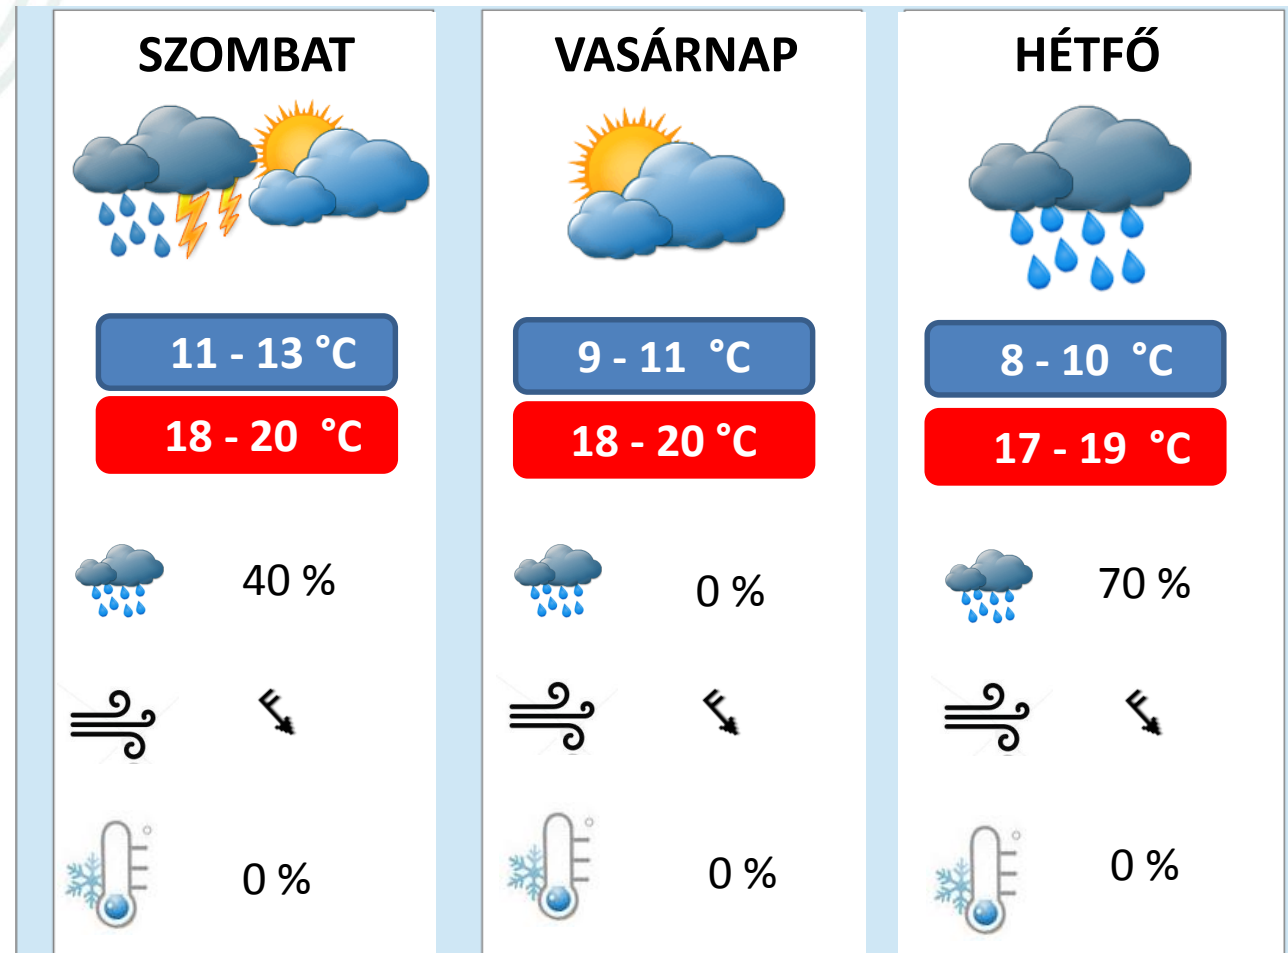 SZOMBAT
11 - 13 °C
18 - 20 °C
40 %
0 %
VASÁRNAP
9 - 11 °C
18 - 20 °C
0 %
0 %
HÉTFŐ
8 - 10 °C
17 - 19 °C
70 %
0 %